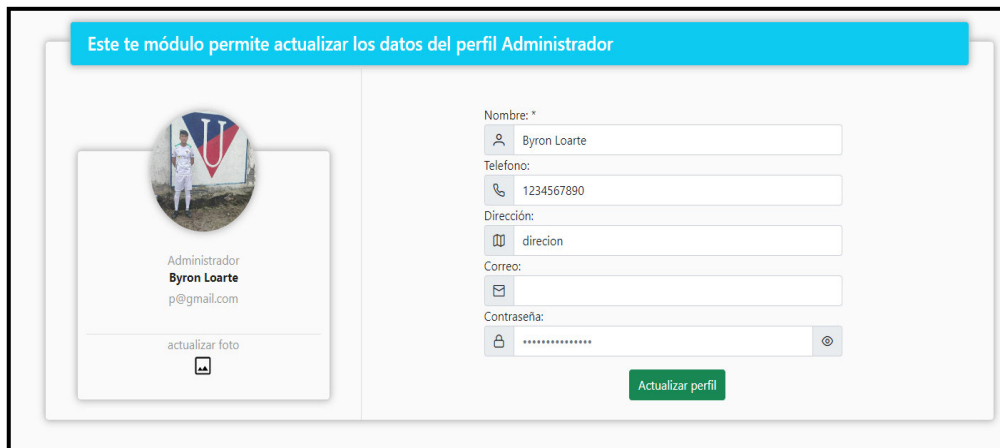 Este te módulo permite actualizar los datos del perfil Administrador
U
Administrador
Byron Loarte
p@gmail.com
actualizar foto
Nombre: *
Byron Loarte
Telefono:
1234567890
Dirección:
direcion
Correo:
Contraseña:
•••••••••••••••
Actualizar perfil